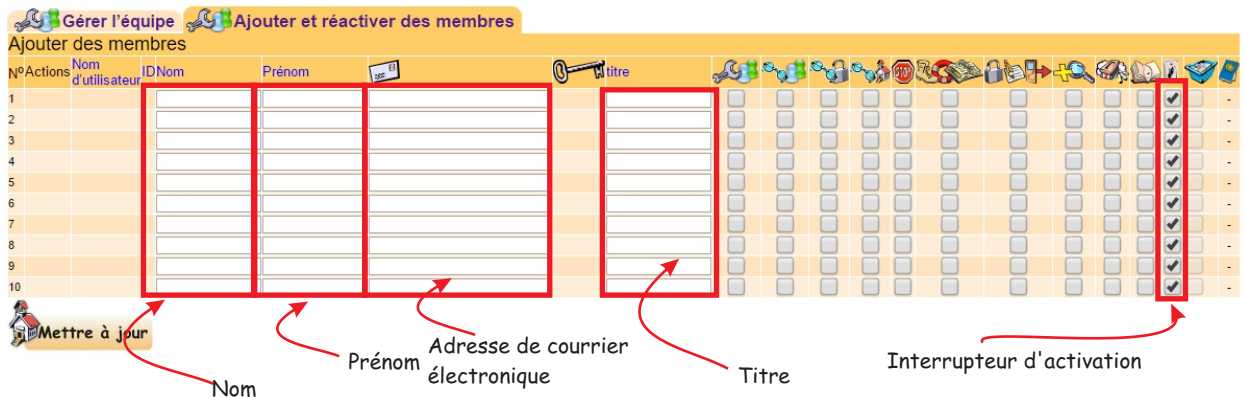 Gérer l'équipe Ajouter et réactiver des membres
Ajouter des membres
Nº Actions Nom d'utilisateur ID Nom Prénom titre STOP
1 -
2 -
3 -
4 -
5 -
6 -
7 -
8 -
9 -
10 -
Mettre à jour
Nom
Prénom
Adresse de courrier
électronique
Titre
Interrupteur d'activation